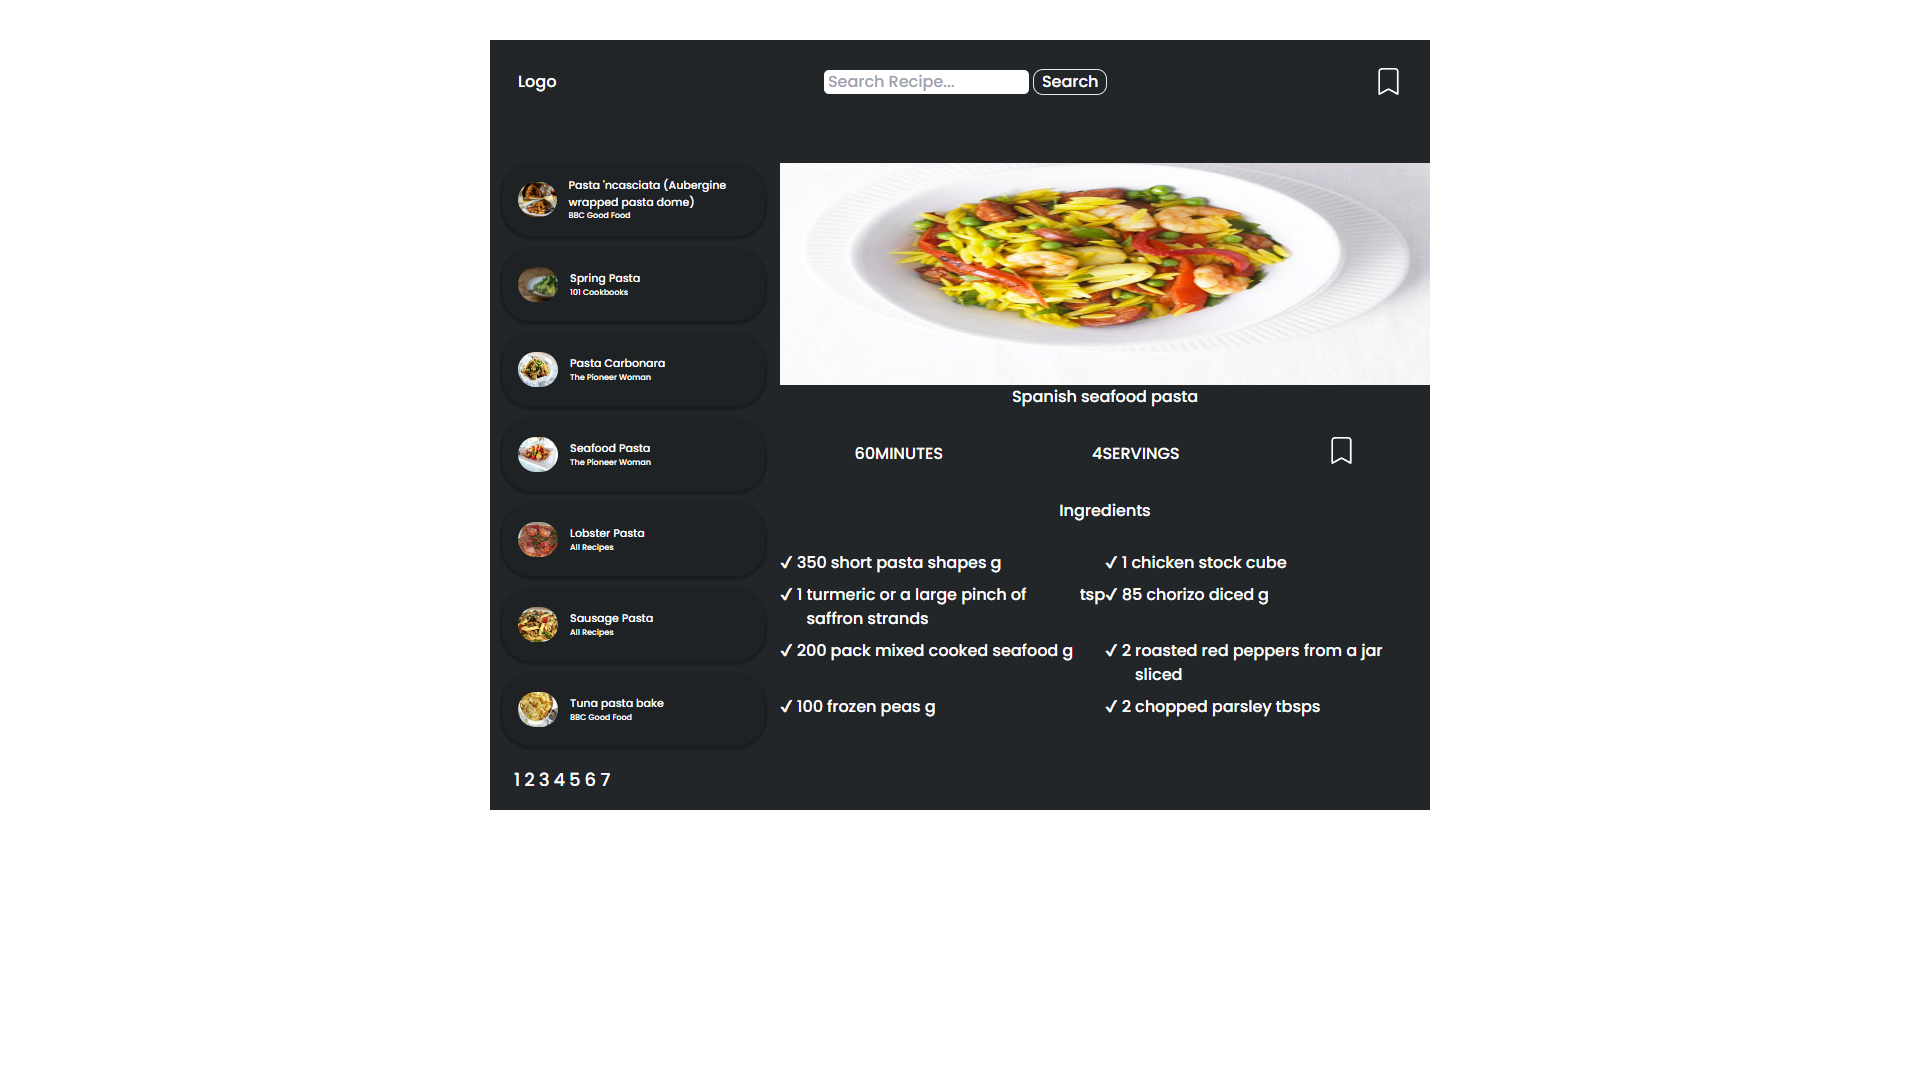 Logo
Search Recipe...
Search
Pasta 'ncasciata (Aubergine
wrapped pasta dome)
BBC Good Food
Spring Pasta
101 Cookbooks
Pasta Carbonara
The Pioneer Woman
Seafood Pasta
The Pioneer Woman
Lobster Pasta
All Recipes
Sausage Pasta
All Recipes
Tuna pasta bake
BBC Good Food
1 2 3 4 5 6 7
Spanish seafood pasta
60MINUTES
4SERVINGS
Ingredients
✓ 350 short pasta shapes g
✓ 1 chicken stock cube
✓ 1 turmeric or a large pinch of tsp
saffron strands
✓ 85 chorizo diced g
✓ 200 pack mixed cooked seafood g
✓ 2 roasted red peppers from a jar
sliced
✓ 100 frozen peas g
✓ 2 chopped parsley tbsps